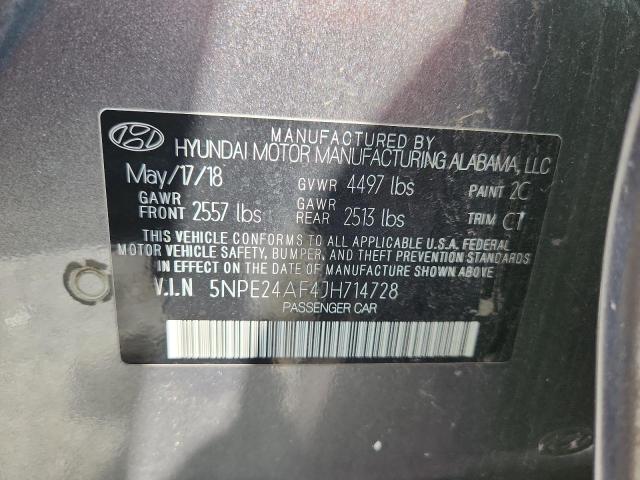 MANUFACTURED BY
HYUNDAI MOTOR MANUFACTURING ALABAMA, LLC
May/17/18 GVWR 4497 lbs PAINT 2C
GAWR FRONT 2557 lbs GAWR REAR 2513 lbs TRIM CT
THIS VEHICLE CONFORMS TO ALL APPLICABLE U.S.A. FEDERAL
MOTOR VEHICLE SAFETY, BUMPER, AND THEFT PREVENTION
STANDARDS IN EFFECT ON THE DATE OF MANUFACTURE SHOWN ABOVE.
V.I.N 5NPE24AF4JH714728
PASSENGER CAR